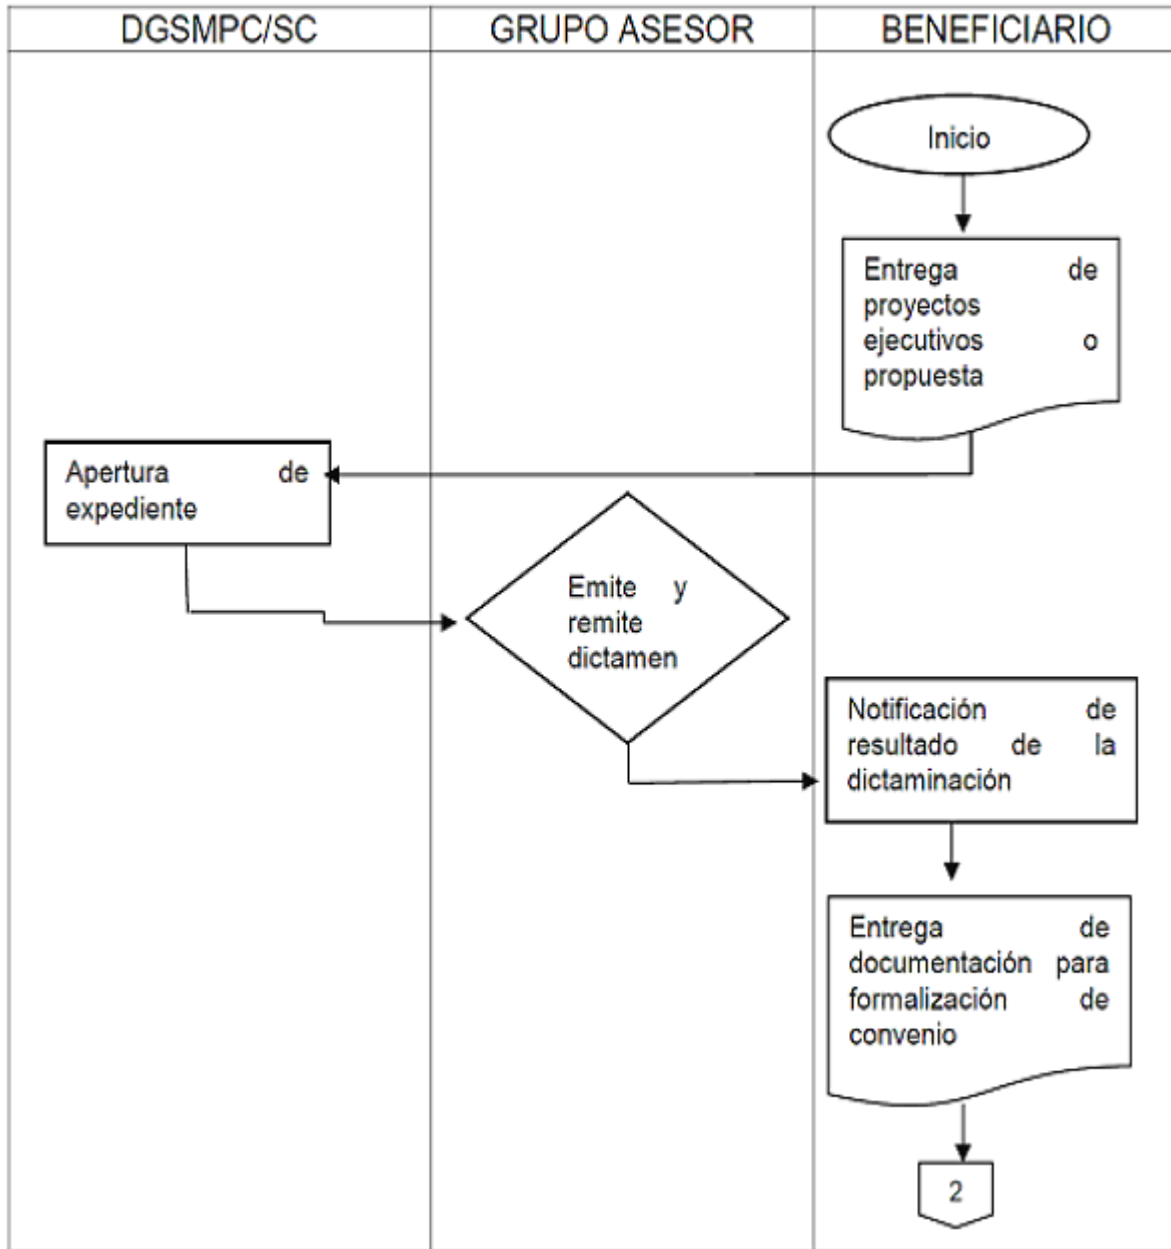 DGSMPC/SC
GRUPO ASESOR
BENEFICIARIO
Inicio
Entrega de
proyectos
ejecutivos o
propuesta
Apertura de
expediente
Emite y
remite
dictamen
Notificación de
resultado de la
dictaminación
Entrega de
documentación para
formalización de
convenio
2